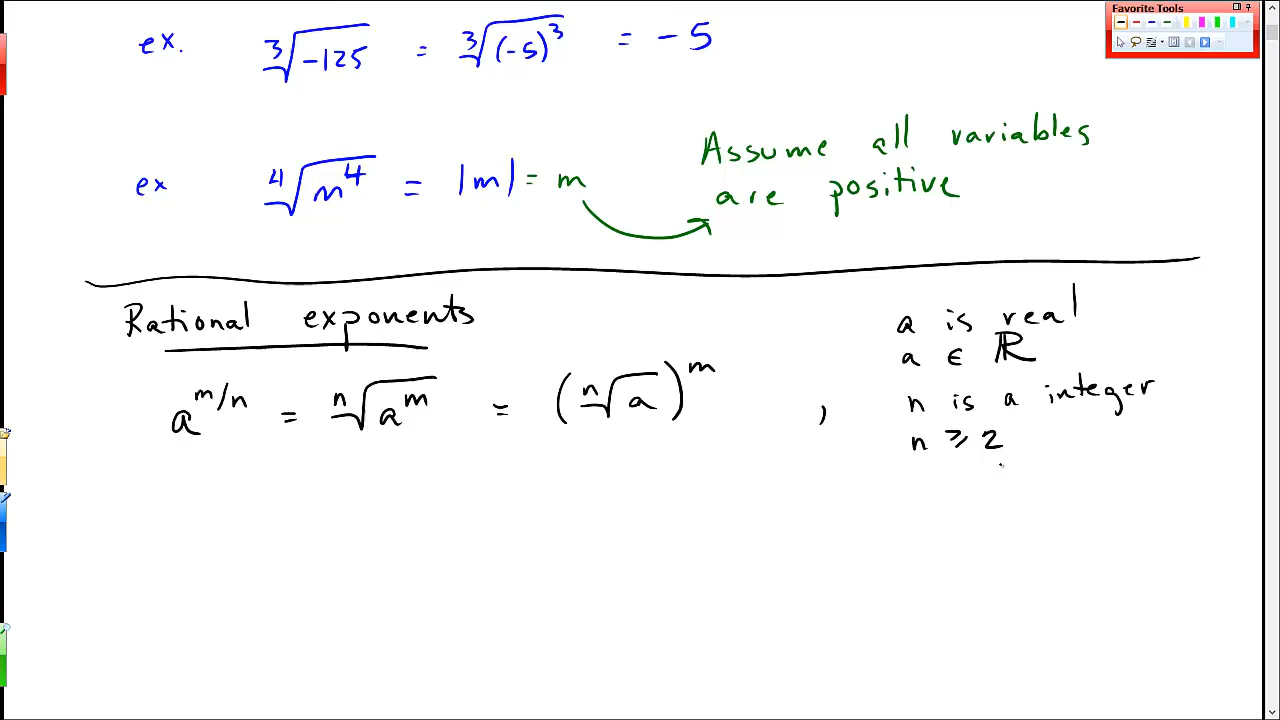 Favorite Tools
ex. ∛-125 = ∛(-5)³ = -5
Assume all variables
ex ∜m⁴ = |m| = m are positive
Rational exponents
a is real
a ∈ ℝ
a^(m/n) = ⁿ√(a^m) = (ⁿ√a)^m ,
n is a integer
n ≥ 2